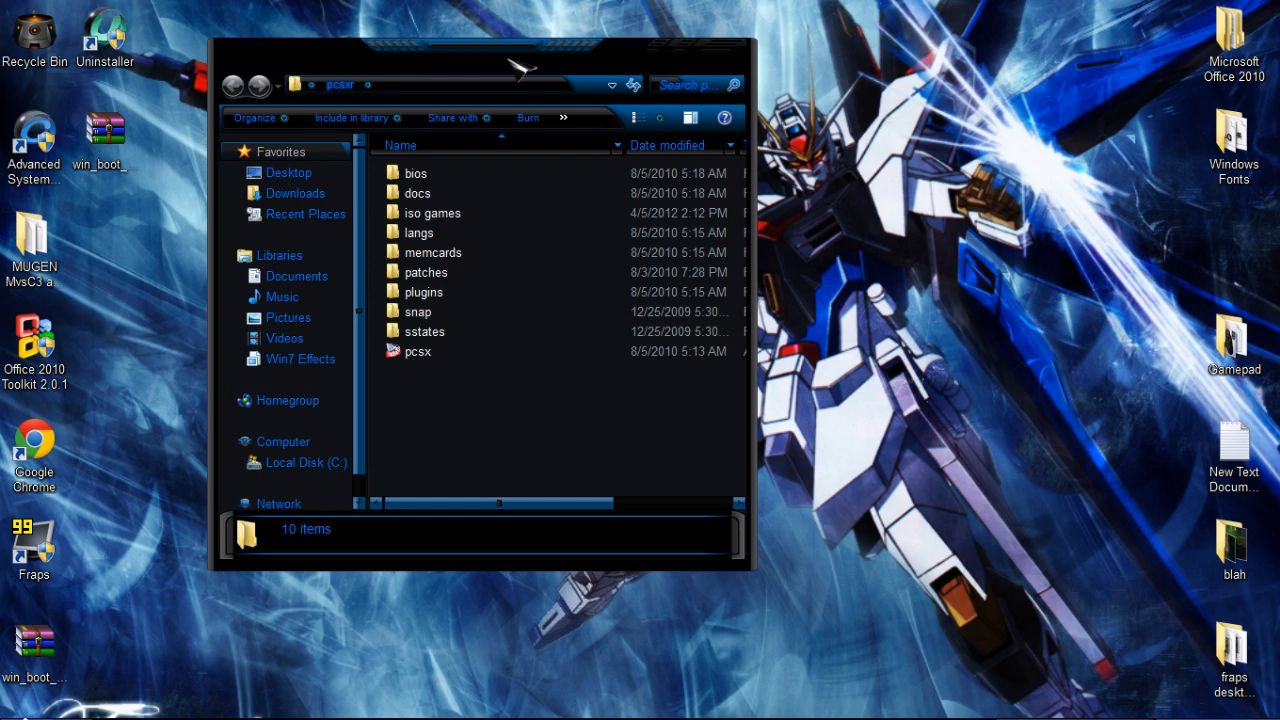 Recycle Bin
Uninstaller
Advanced
System...
win_boot_
MUGEN
MvsC3 a
Office 2010
Toolkit 2.0.1
Google
Chrome
99
Fraps
win_boot_...
pcsxr
Search p...
Organize
Include in library
Share with
Burn
»
Favorites
Desktop
Downloads
Recent Places
Libraries
Documents
Music
Pictures
Videos
Win7 Effects
Homegroup
Computer
Local Disk (C:)
Network
Name Date modified
bios 8/5/2010 5:18 AM
docs 8/5/2010 5:18 AM
iso games 4/5/2012 2:12 PM
langs 8/5/2010 5:15 AM
memcards 8/5/2010 5:15 AM
patches 8/3/2010 7:28 PM
plugins 8/5/2010 5:15 AM
snap 12/25/2009 5:30...
sstates 12/25/2009 5:30...
pcsx 8/5/2010 5:13 AM
10 items
Microsoft
Office 2010
Windows
Fonts
Gamepad
New Text
Docum...
blah
fraps
deskt...